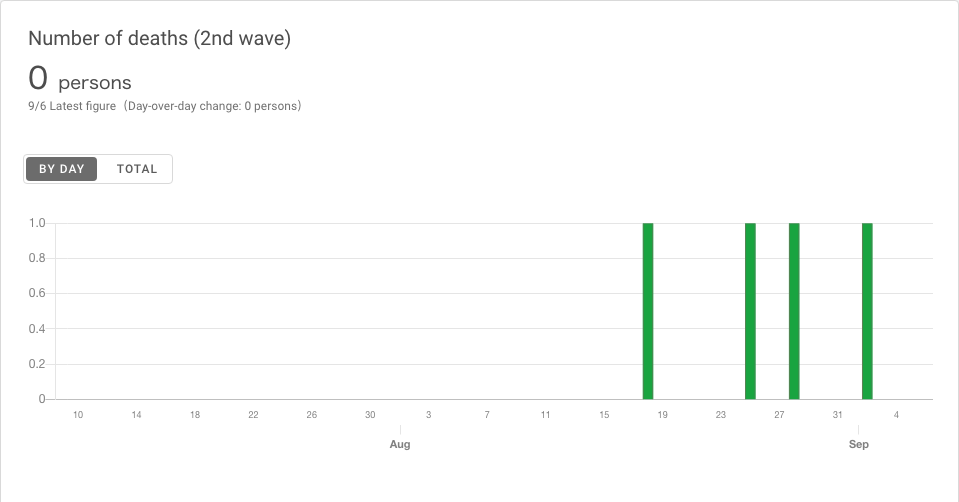 Number of deaths (2nd wave)
0 persons
9/6 Latest figure（Day-over-day change: 0 persons）
BY DAY TOTAL
1.0
0.8
0.6
0.4
0.2
0
10 14 18 22 26 30 3 7 11 15 19 23 27 31 4
Aug Sep